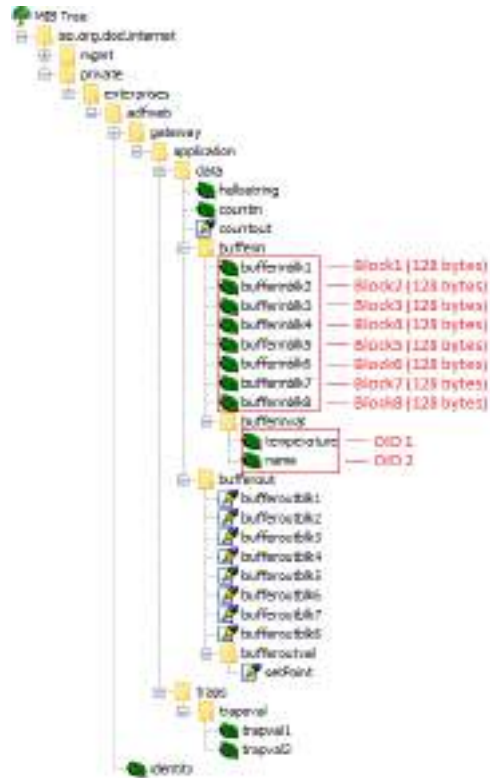 MIB Tree
iso.org.dod.internet
mgmt
private
enterprises
adfweb
gateway
application
data
hellostring
countin
countout
bufferin
bufferinblk1 Block1 (128 bytes)
bufferinblk2 Block2 (128 bytes)
bufferinblk3 Block3 (128 bytes)
bufferinblk4 Block4 (128 bytes)
bufferinblk5 Block5 (128 bytes)
bufferinblk6 Block6 (128 bytes)
bufferinblk7 Block7 (128 bytes)
bufferinblk8 Block8 (128 bytes)
bufferinval
temperature OID 1
name OID 2
bufferout
bufferoutblk1
bufferoutblk2
bufferoutblk3
bufferoutblk4
bufferoutblk5
bufferoutblk6
bufferoutblk7
bufferoutblk8
bufferoutval
setPoint
traps
trapsval
trapval1
trapval2
identity